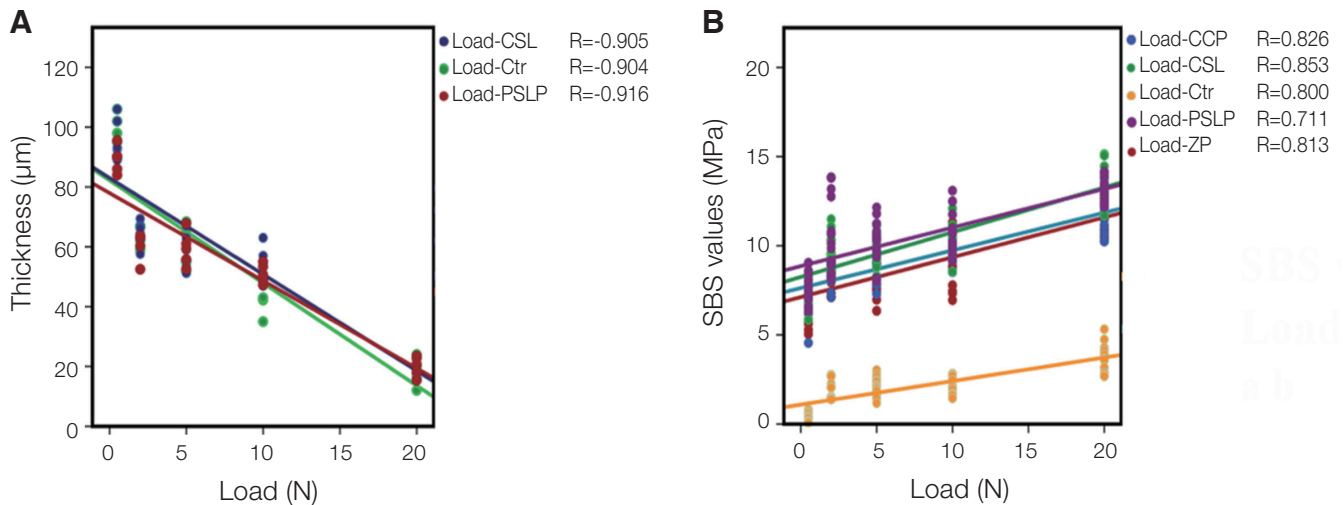 A
Thickness (µm)
120
100
80
60
40
20
0
0 5 10 15 20
Load (N)
Load-CSL R=-0.905
Load-Ctr R=-0.904
Load-PSLP R=-0.916
B
SBS values (MPa)
20
15
10
5
0
0 5 10 15 20
Load (N)
Load-CCP R=0.826
Load-CSL R=0.853
Load-Ctr R=0.800
Load-PSLP R=0.711
Load-ZP R=0.813
SBS
Load
a b